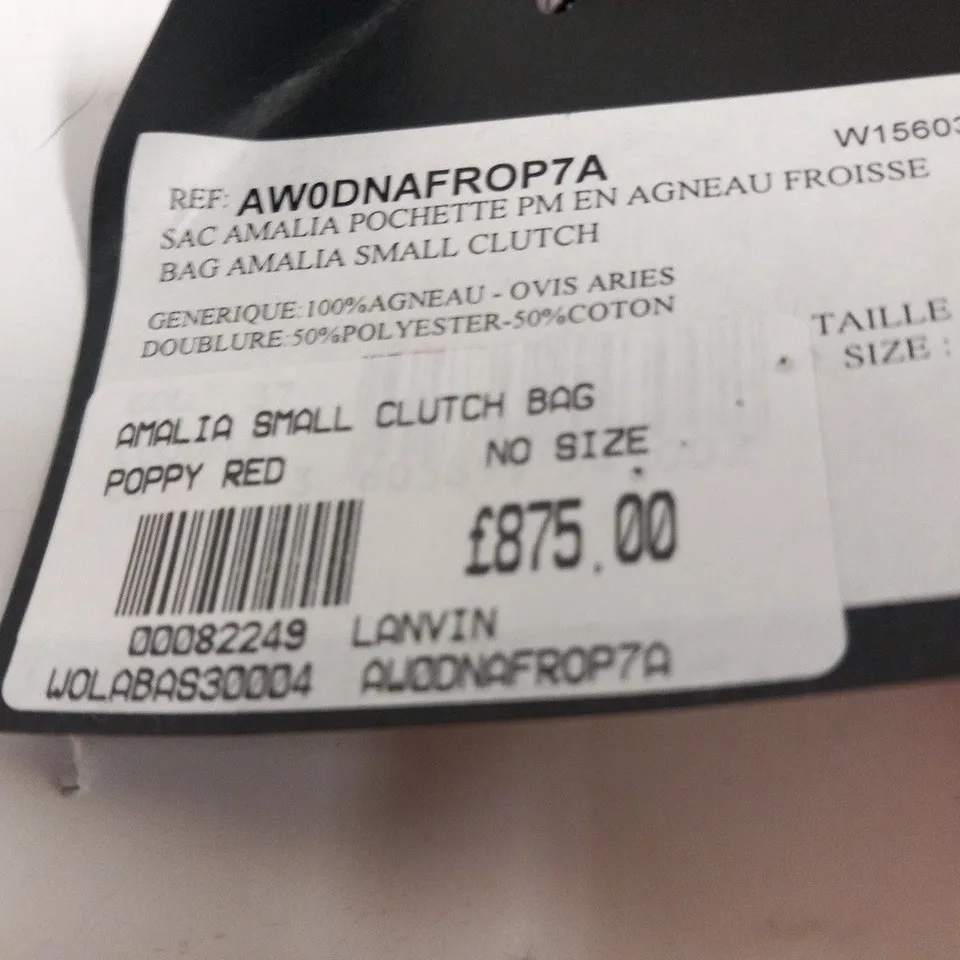 W15603
REF: AW0DNAFROP7A
SAC AMALIA POCHETTE PM EN AGNEAU FROISSE
BAG AMALIA SMALL CLUTCH
GENERIQUE:100%AGNEAU - OVIS ARIES
DOUBLURE:50%POLYESTER-50%COTON
TAILLE
SIZE :
AMALIA SMALL CLUTCH BAG
POPPY RED NO SIZE
£875.00
00082249 LANVIN
WOLABAS30004 AW0DNAFROP7A